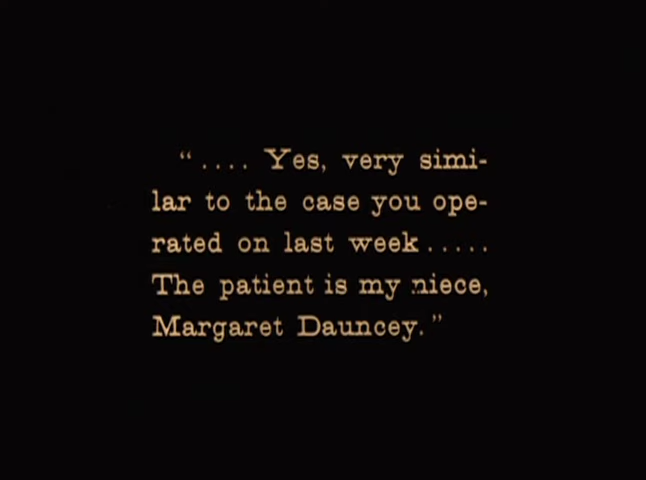 “.... Yes, very simi-
lar to the case you ope-
rated on last week.....
The patient is my niece,
Margaret Dauncey.”